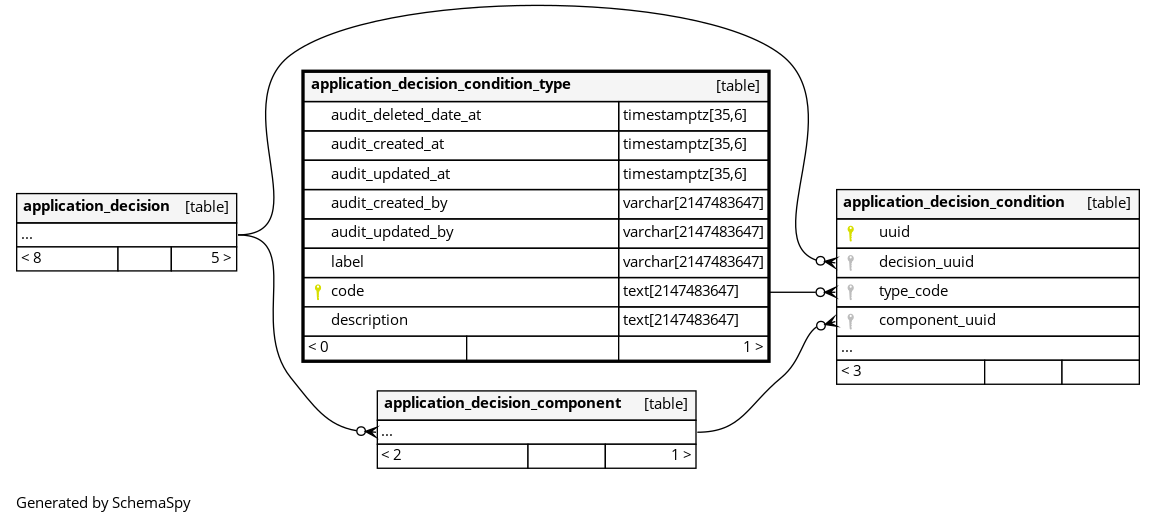 application_decision_condition_type [table]
audit_deleted_date_at timestamptz[35,6]
audit_created_at timestamptz[35,6]
audit_updated_at timestamptz[35,6]
audit_created_by varchar[2147483647]
audit_updated_by varchar[2147483647]
label varchar[2147483647]
code text[2147483647]
description text[2147483647]
< 0 1 >
application_decision [table]
...
< 8 5 >
application_decision_condition [table]
uuid
decision_uuid
type_code
component_uuid
...
< 3
application_decision_component [table]
...
< 2 1 >
Generated by SchemaSpy